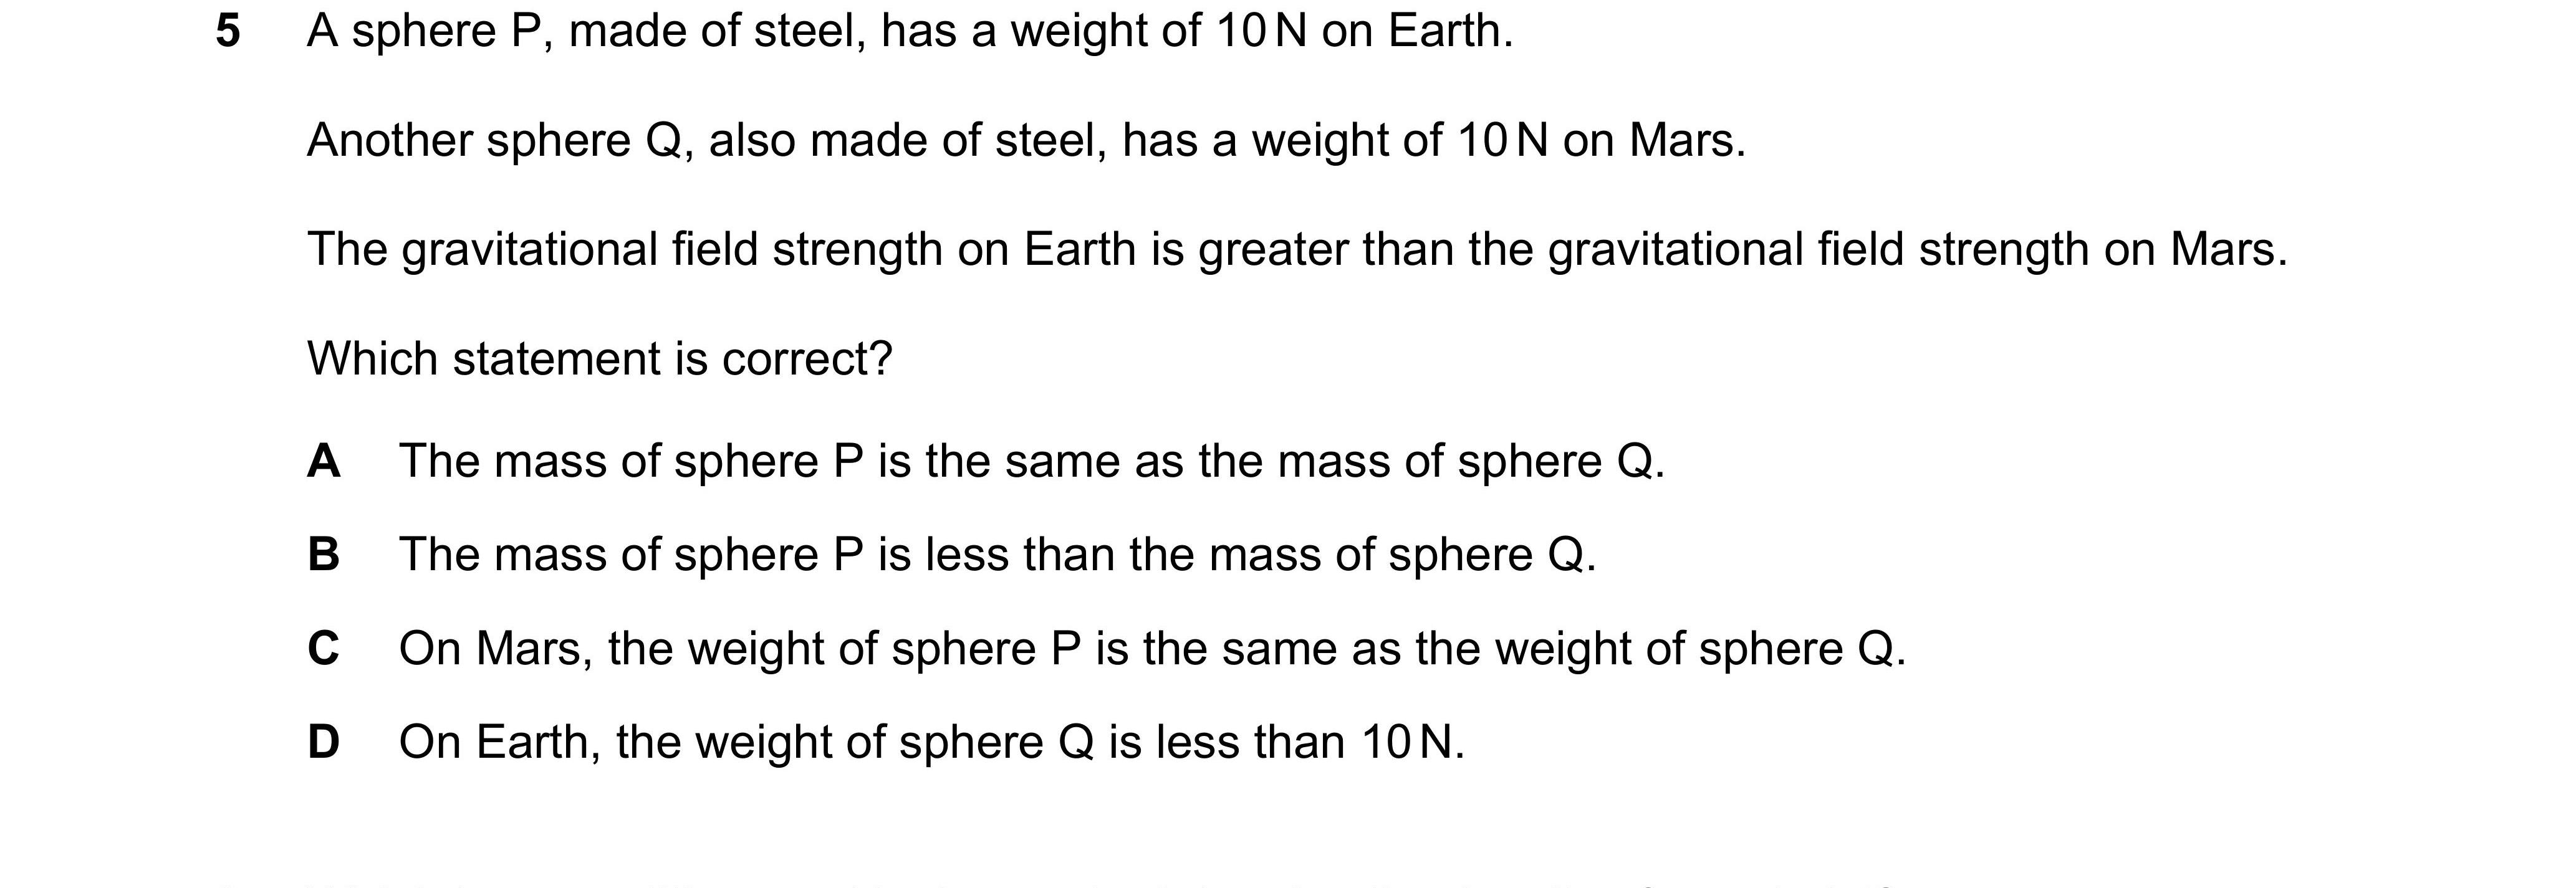 5 A sphere P, made of steel, has a weight of 10 N on Earth.
Another sphere Q, also made of steel, has a weight of 10 N on Mars.
The gravitational field strength on Earth is greater than the gravitational field strength on Mars.
Which statement is correct?
A The mass of sphere P is the same as the mass of sphere Q.
B The mass of sphere P is less than the mass of sphere Q.
C On Mars, the weight of sphere P is the same as the weight of sphere Q.
D On Earth, the weight of sphere Q is less than 10 N.